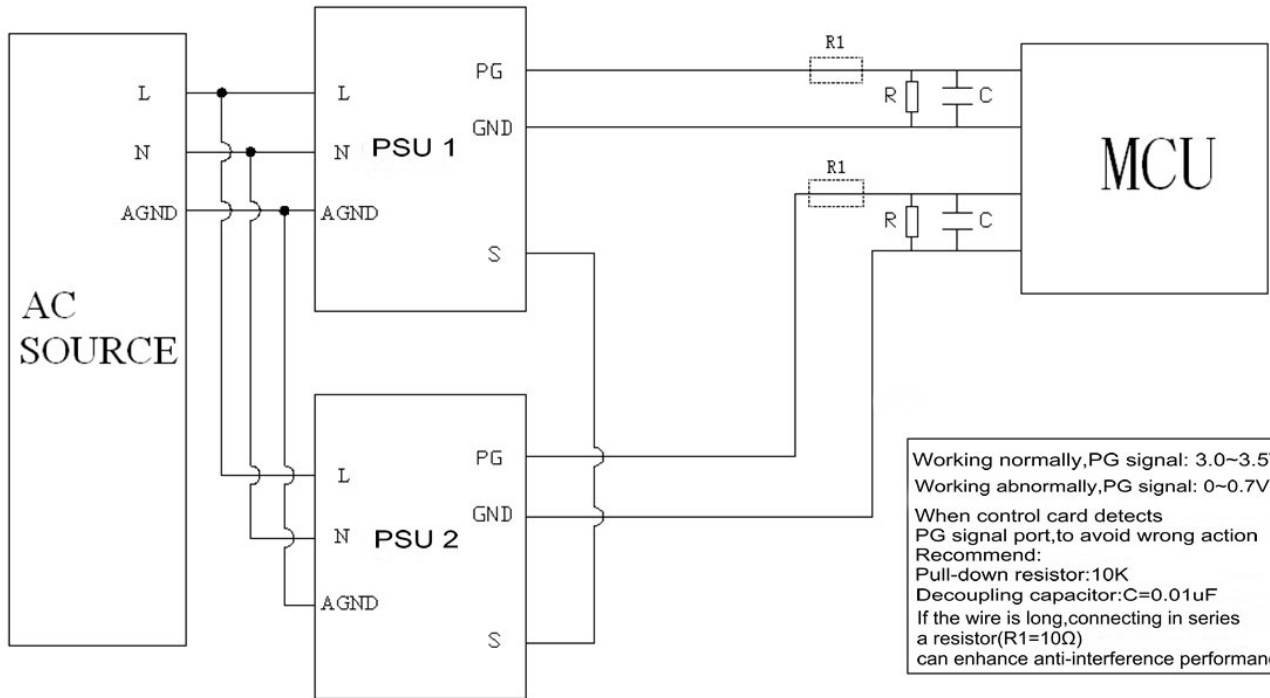 AC
SOURCE
L
N
AGND
L
N
AGND
PSU 1
PG
GND
S
R1
R
C
R1
R
C
MCU
L
N
AGND
PSU 2
PG
GND
S
Working normally,PG signal: 3.0~3.5
Working abnormally,PG signal: 0~0.7V
When control card detects
PG signal port,to avoid wrong action
Recommend:
Pull-down resistor:10K
Decoupling capacitor:C=0.01uF
If the wire is long,connecting in series
a resistor(R1=10Ω)
can enhance anti-interference